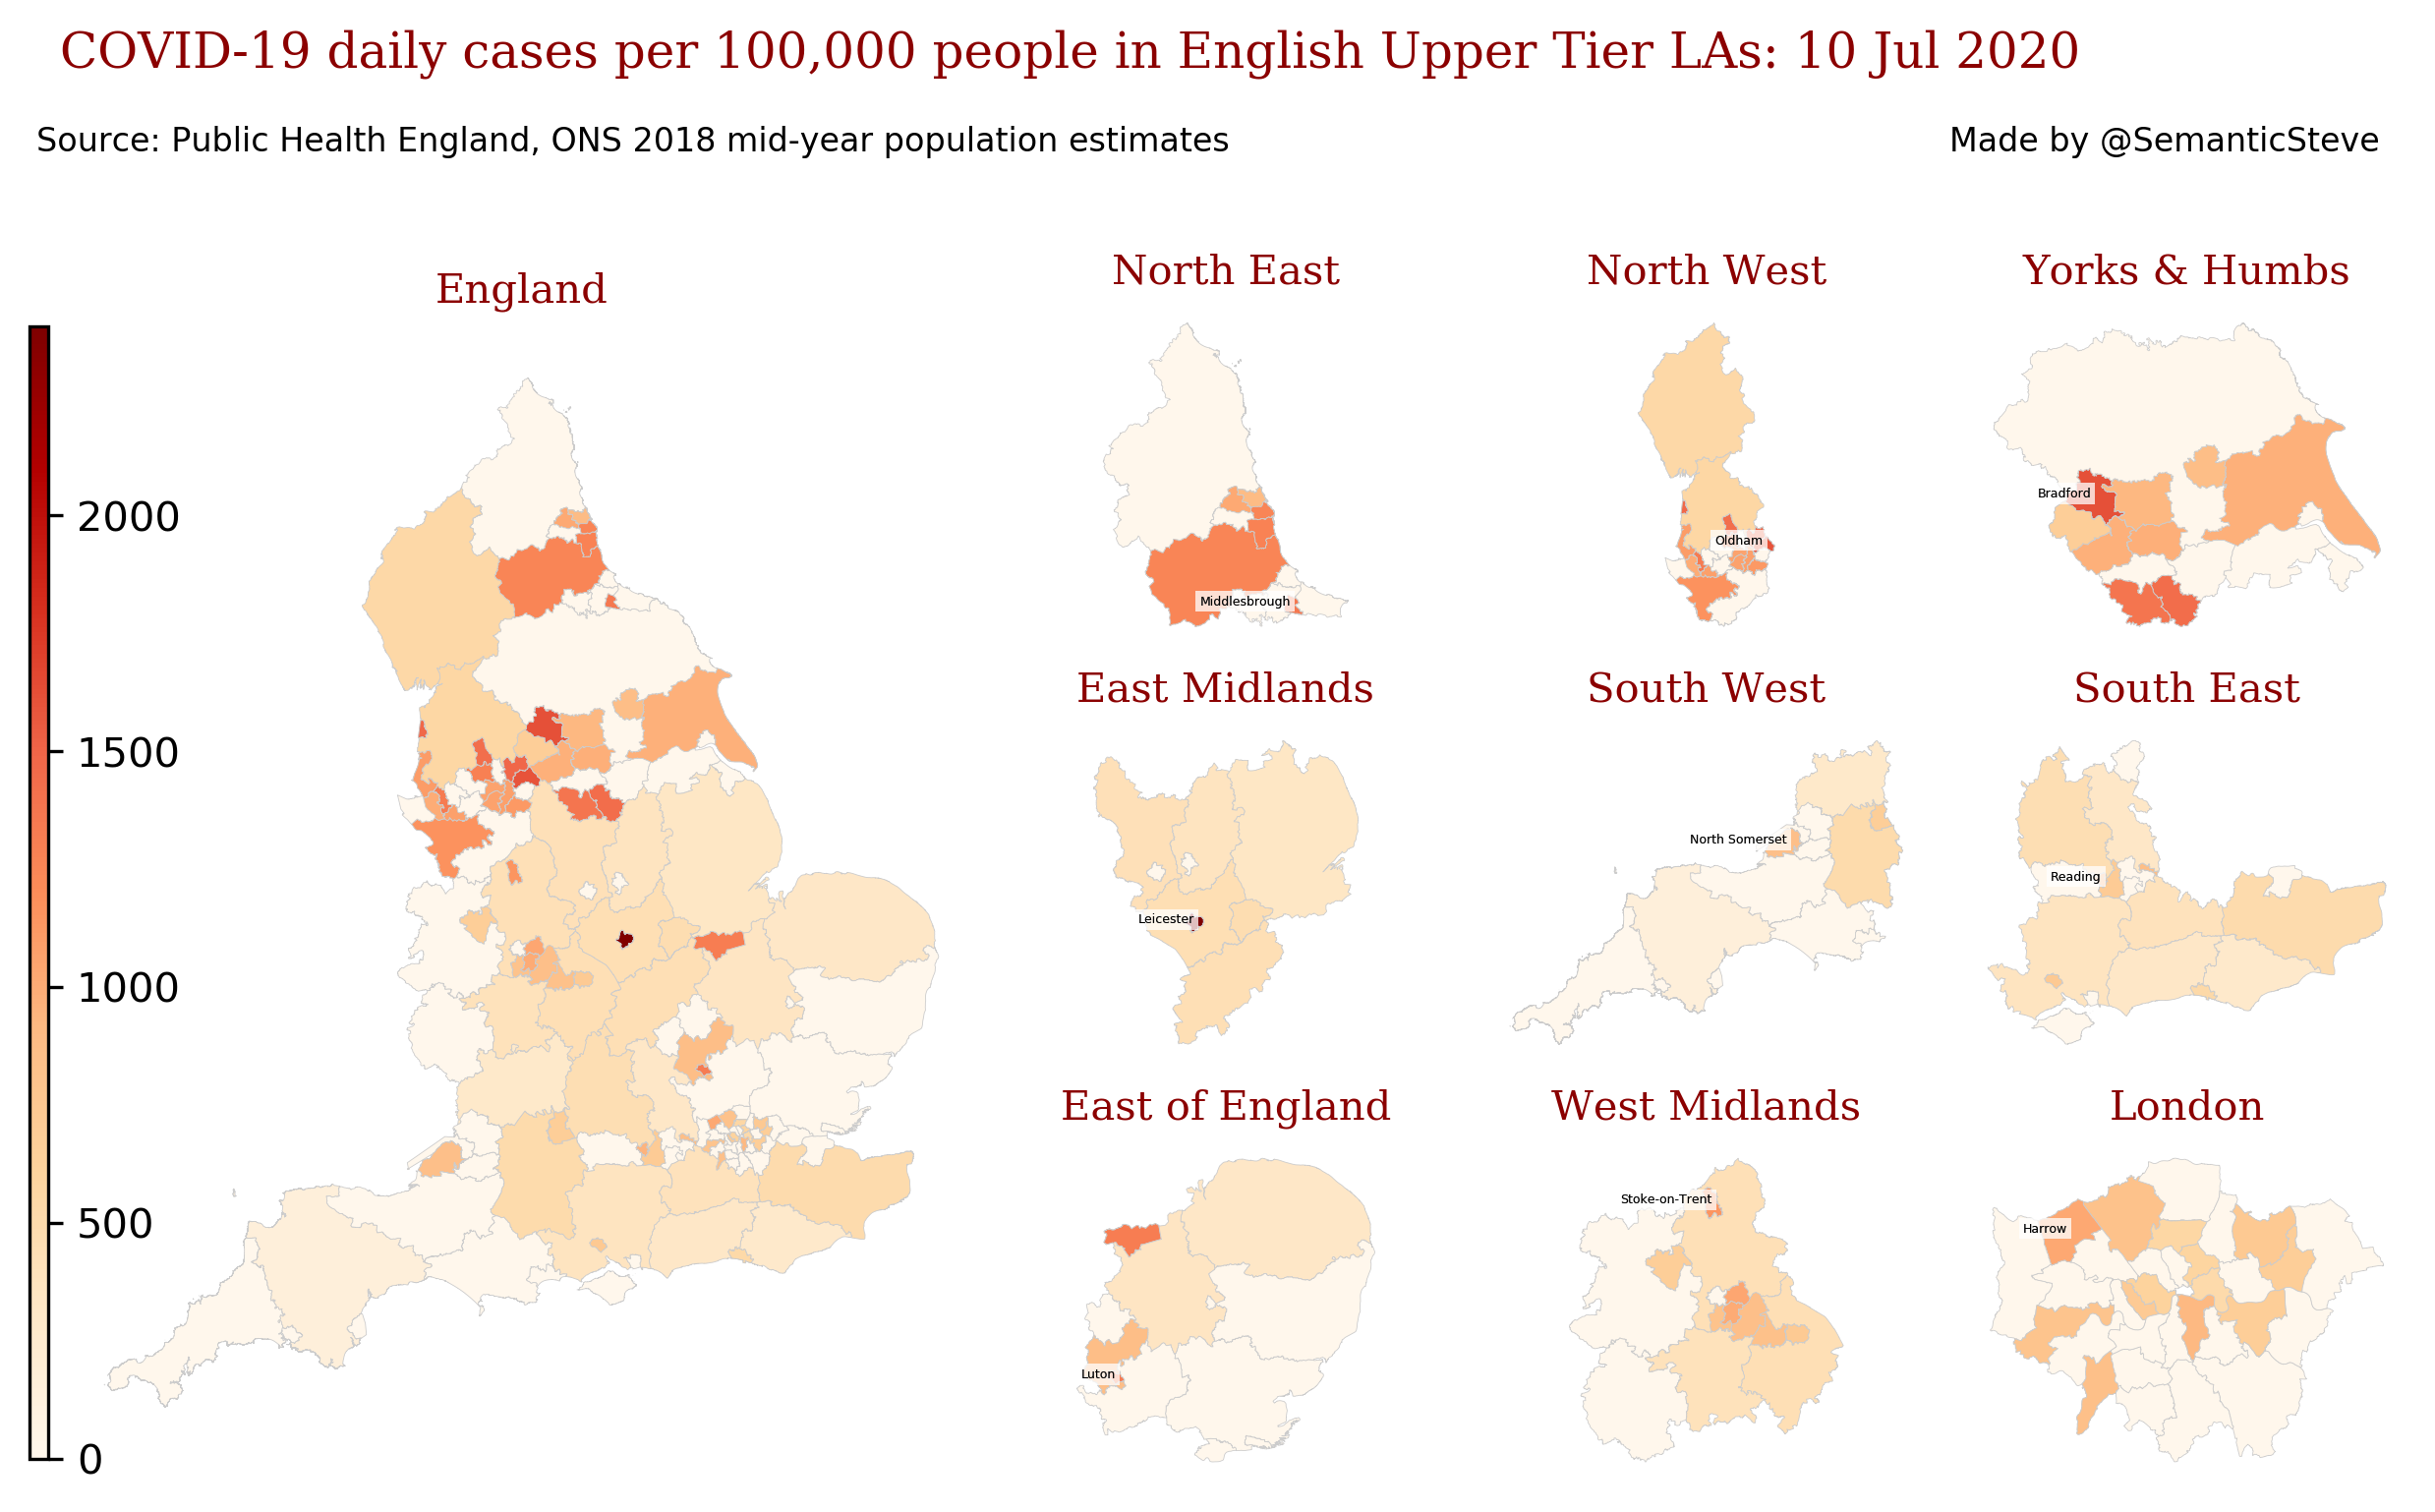 COVID-19 daily cases per 100,000 people in English Upper Tier LAs: 10 Jul 2020
Source: Public Health England, ONS 2018 mid-year population estimates
Made by @SemanticSteve
England
2000
1500
1000
500
0
North East
Middlesbrough
North West
Oldham
Yorks & Humbs
Bradford
East Midlands
Leicester
South West
North Somerset
South East
Reading
East of England
Luton
West Midlands
Stoke-on-Trent
London
Harrow